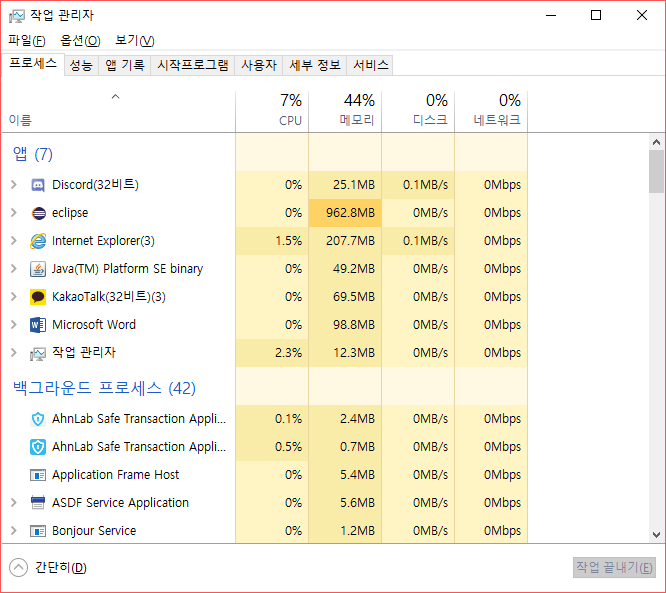 작업 관리자
파일(F) 옵션(O) 보기(V)
프로세스 성능 앱 기록 시작프로그램 사용자 세부 정보 서비스
7% 44% 0% 0%
이름 CPU 메모리 디스크 네트워크
앱 (7)
Discord(32비트) 0% 25.1MB 0.1MB/s 0Mbps
eclipse 0% 962.8MB 0MB/s 0Mbps
Internet Explorer(3) 1.5% 207.7MB 0.1MB/s 0Mbps
Java(TM) Platform SE binary 0% 49.2MB 0MB/s 0Mbps
KakaoTalk(32비트)(3) 0% 69.5MB 0MB/s 0Mbps
Microsoft Word 0% 98.8MB 0MB/s 0Mbps
작업 관리자 2.3% 12.3MB 0MB/s 0Mbps
백그라운드 프로세스 (42)
AhnLab Safe Transaction Appli... 0.1% 2.4MB 0MB/s 0Mbps
AhnLab Safe Transaction Appli... 0.5% 0.7MB 0MB/s 0Mbps
Application Frame Host 0% 5.4MB 0MB/s 0Mbps
ASDF Service Application 0% 5.6MB 0MB/s 0Mbps
Bonjour Service 0% 1.2MB 0MB/s 0Mbps
간단히(D) 작업 끝내기(E)